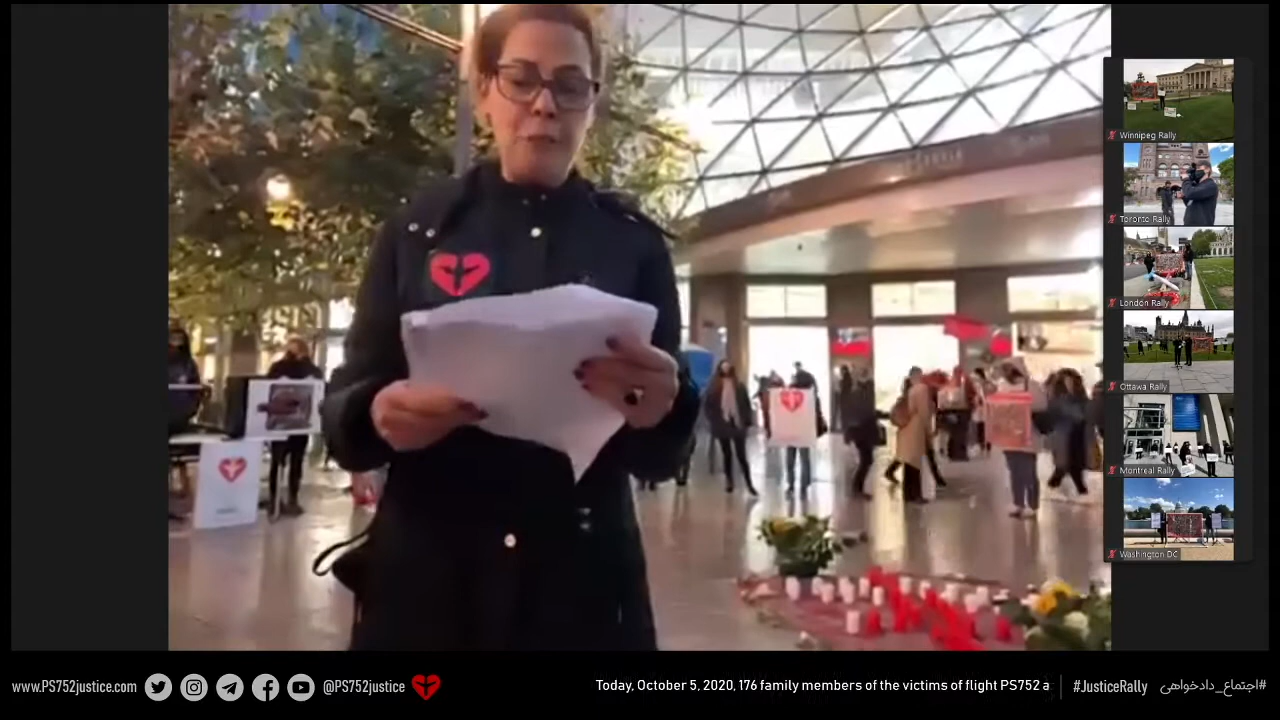 Winnipeg Rally
Toronto Rally
London Rally
Ottawa Rally
Montreal Rally
Washington DC
www.PS752justice.com
@PS752justice
Today, October 5, 2020, 176 family members of the victims of flight PS752 a
#JusticeRally
#اجتماع_دادخواهی